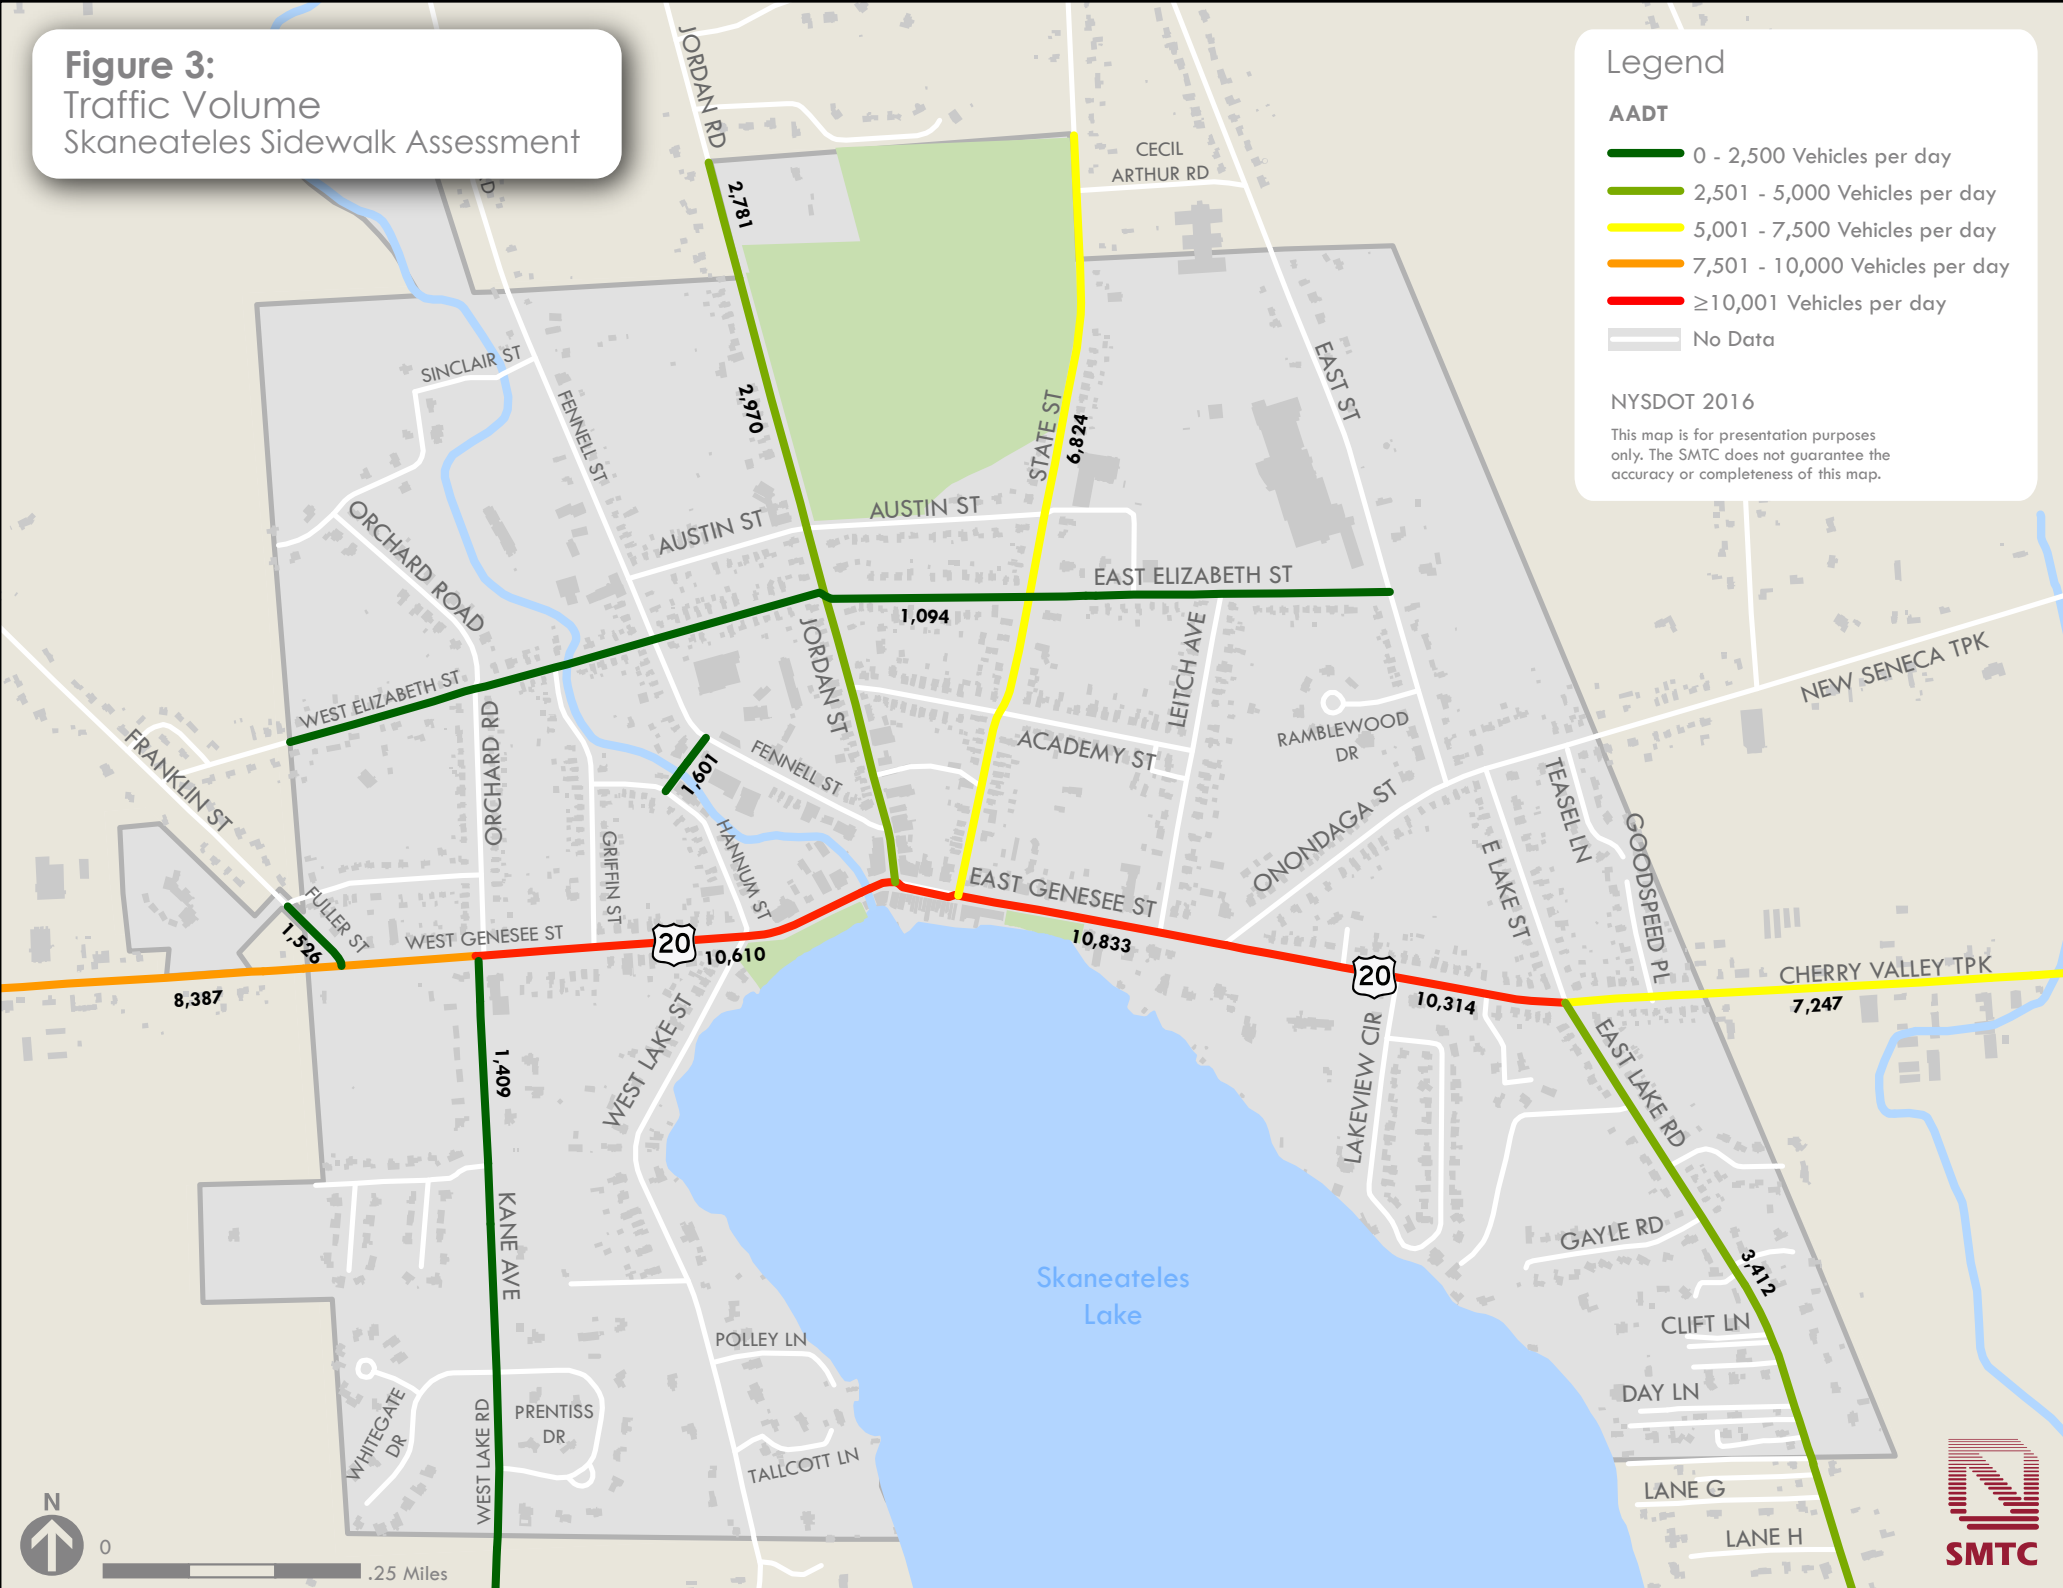 Figure 3:
Traffic Volume
Skaneateles Sidewalk Assessment
Legend
AADT
0 - 2,500 Vehicles per day
2,501 - 5,000 Vehicles per day
5,001 - 7,500 Vehicles per day
7,501 - 10,000 Vehicles per day
≥10,001 Vehicles per day
No Data
NYSDOT 2016
This map is for presentation purposes
only. The SMTC does not guarantee the
accuracy or completeness of this map.
JORDAN RD
CECIL
ARTHUR RD
2,781
SINCLAIR ST
FENNELL ST
2,970
STATE ST
6,824
EAST ST
AUSTIN ST
AUSTIN ST
ORCHARD ROAD
EAST ELIZABETH ST
1,094
JORDAN ST
LEITCH AVE
WEST ELIZABETH ST
NEW SENECA TPK
FRANKLIN ST
ORCHARD RD
1,601
FENNELL ST
ACADEMY ST
RAMBLEWOOD
DR
TEASEL LN
ONONDAGA ST
GRIFFIN ST
HANNUM ST
E LAKE ST
GOODSPEED PL
FULLER ST
1,526
WEST GENESEE ST
20
10,610
EAST GENESEE ST
10,833
20
10,314
CHERRY VALLEY TPK
7,247
8,387
1,409
WEST LAKE ST
LAKEVIEW CIR
EAST LAKE RD
KANE AVE
GAYLE RD
3,412
Skaneateles
Lake
CLIFT LN
POLLEY LN
DAY LN
WHITEGATE
DR
WEST LAKE RD
PRENTISS
DR
TALLCOTT LN
LANE G
LANE H
N
0
.25 Miles
SMTC